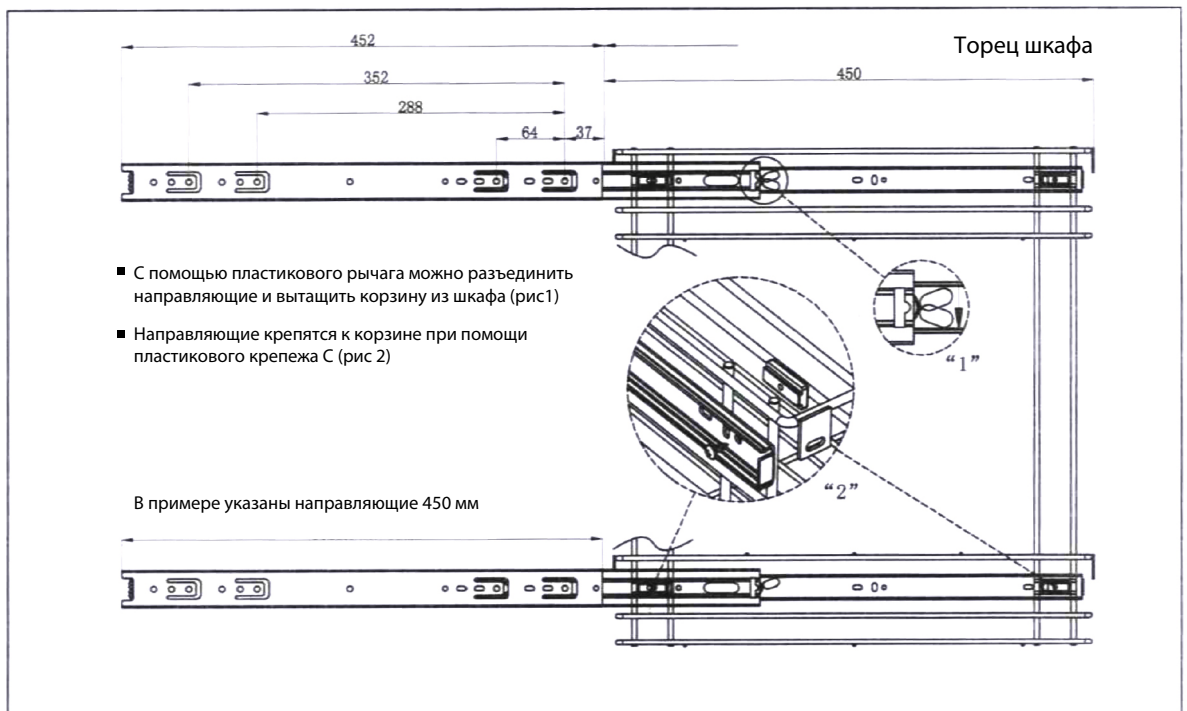 452
Торец шкафа
450
352
288
64
37
■ С помощью пластикового рычага можно разъединить
направляющие и вытащить корзину из шкафа (рис1)
■ Направляющие крепятся к корзине при помощи
пластикового крепежа С (рис 2)
“1”
“2”
В примере указаны направляющие 450 мм